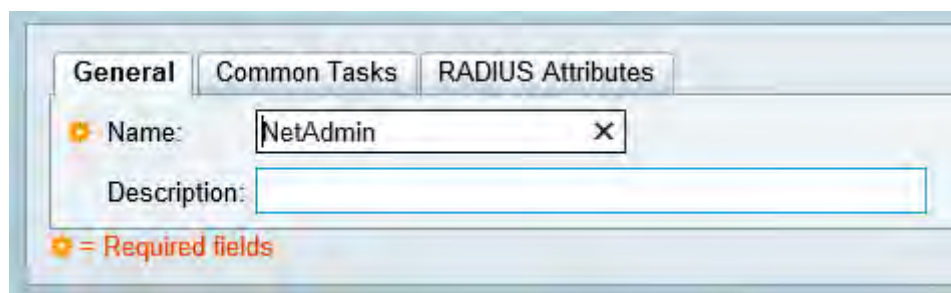 General Common Tasks RADIUS Attributes
Name: NetAdmin
Description:
= Required fields